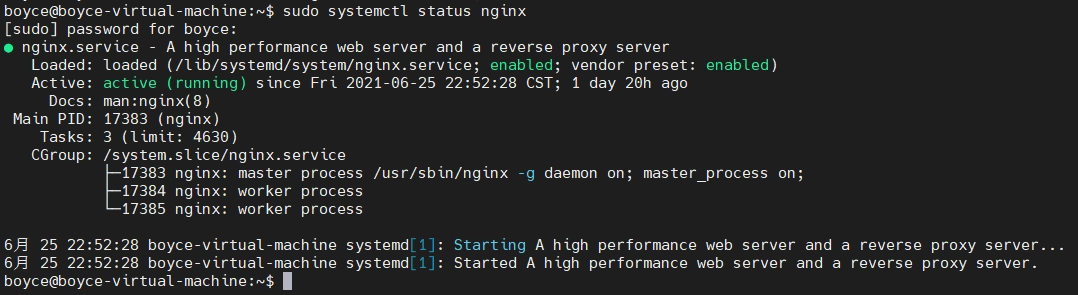 boyce@boyce-virtual-machine:~$ sudo systemctl status nginx
[sudo] password for boyce:
● nginx.service - A high performance web server and a reverse proxy server
   Loaded: loaded (/lib/systemd/system/nginx.service; enabled; vendor preset: enabled)
   Active: active (running) since Fri 2021-06-25 22:52:28 CST; 1 day 20h ago
     Docs: man:nginx(8)
 Main PID: 17383 (nginx)
    Tasks: 3 (limit: 4630)
   CGroup: /system.slice/nginx.service
           ├─17383 nginx: master process /usr/sbin/nginx -g daemon on; master_process on;
           ├─17384 nginx: worker process
           └─17385 nginx: worker process

6月 25 22:52:28 boyce-virtual-machine systemd[1]: Starting A high performance web server and a reverse proxy server...
6月 25 22:52:28 boyce-virtual-machine systemd[1]: Started A high performance web server and a reverse proxy server.
boyce@boyce-virtual-machine:~$